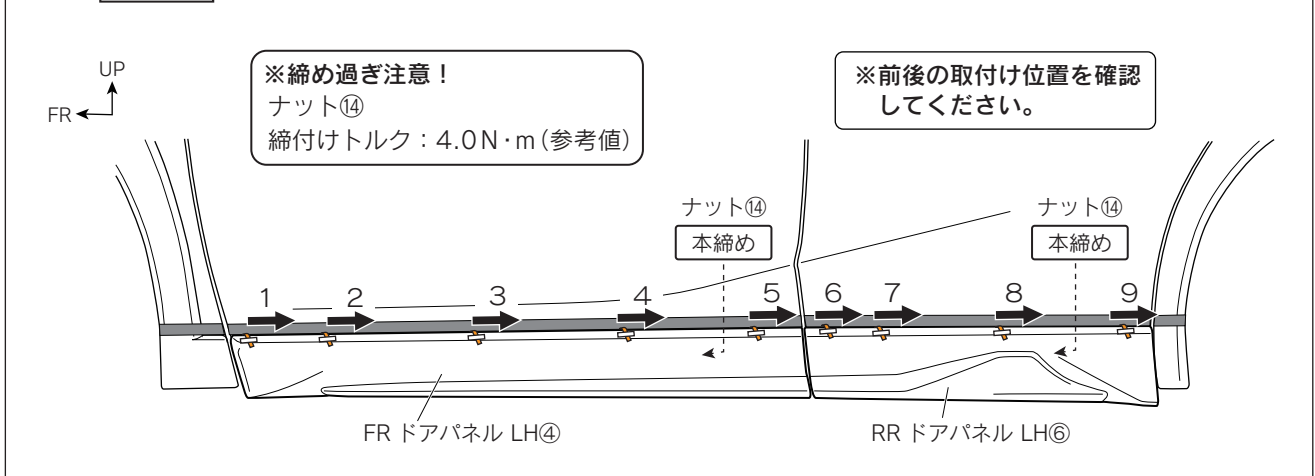 UP
FR
※締め過ぎ注意！
ナット⑭
締付けトルク：4.0N・m（参考値）
※前後の取付け位置を確認
してください。
ナット⑭
本締め
ナット⑭
本締め
1 2 3 4 5 6 7 8 9
FR ドアパネル LH④
RR ドアパネル LH⑥